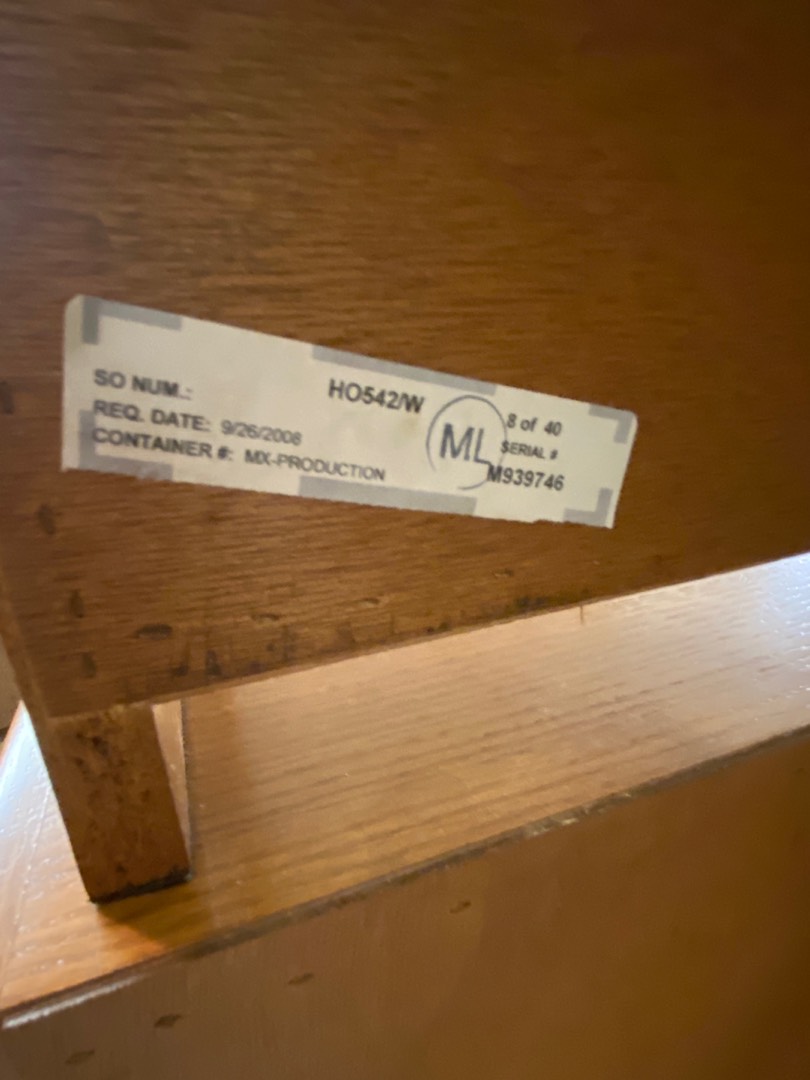 SO NUM.:
HO542/W
8 of 40
REQ. DATE: 9/26/2008
ML
SERIAL #
CONTAINER #: MX-PRODUCTION
M939746